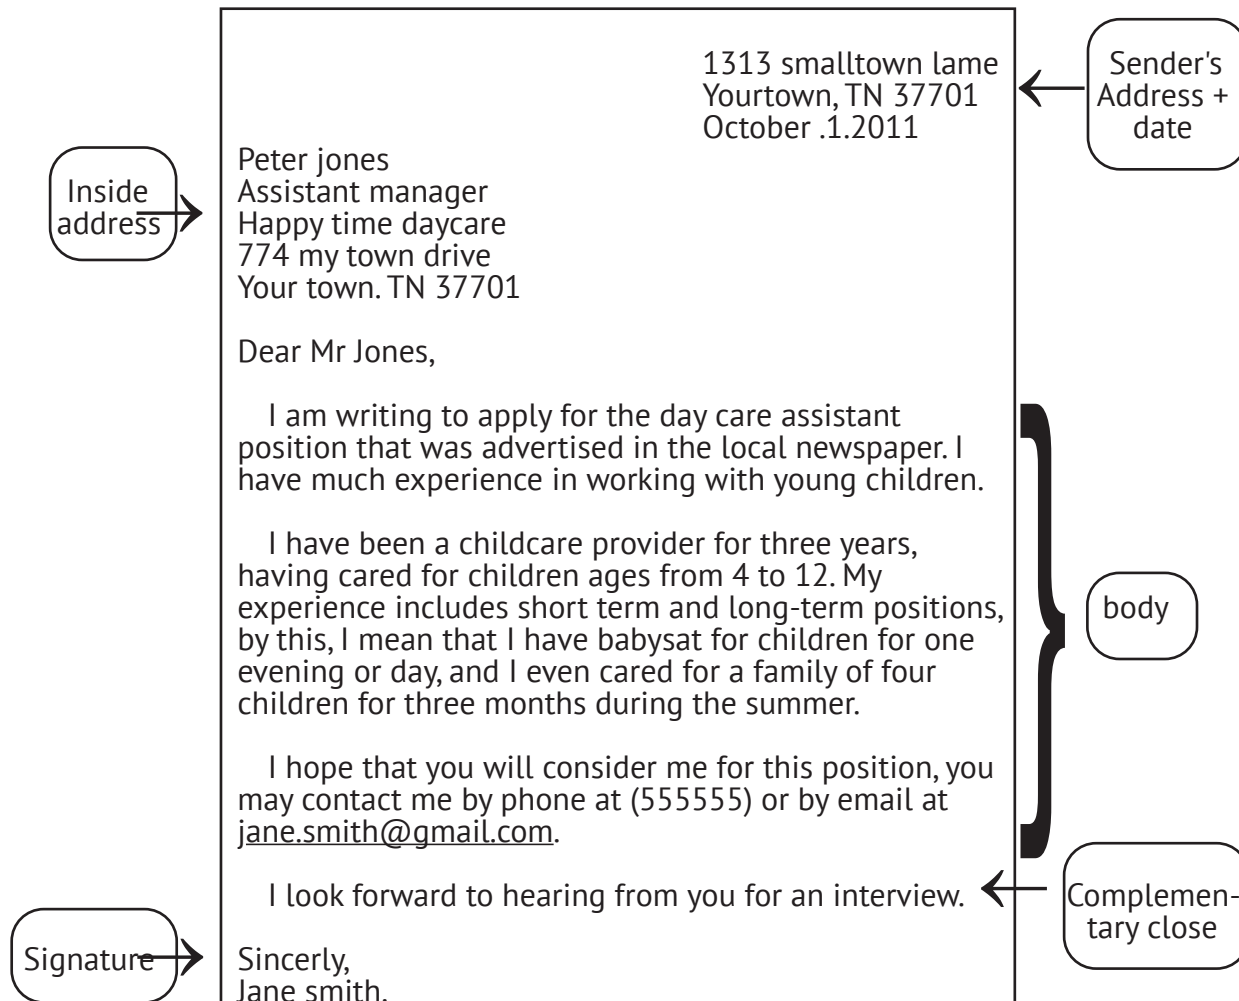 1313 smalltown lame
Yourtown, TN 37701
October .1.2011
Sender's
Address +
date
Peter jones
Assistant manager
Happy time daycare
774 my town drive
Your town. TN 37701
Inside
address
Dear Mr Jones,
I am writing to apply for the day care assistant
position that was advertised in the local newspaper. I
have much experience in working with young children.
I have been a childcare provider for three years,
having cared for children ages from 4 to 12. My
experience includes short term and long-term positions,
by this, I mean that I have babysat for children for one
evening or day, and I even cared for a family of four
children for three months during the summer.
body
I hope that you will consider me for this position, you
may contact me by phone at (555555) or by email at
jane.smith@gmail.com.
I look forward to hearing from you for an interview.
Complemen-
tary close
Signature
Sincerly,
Jane smith.